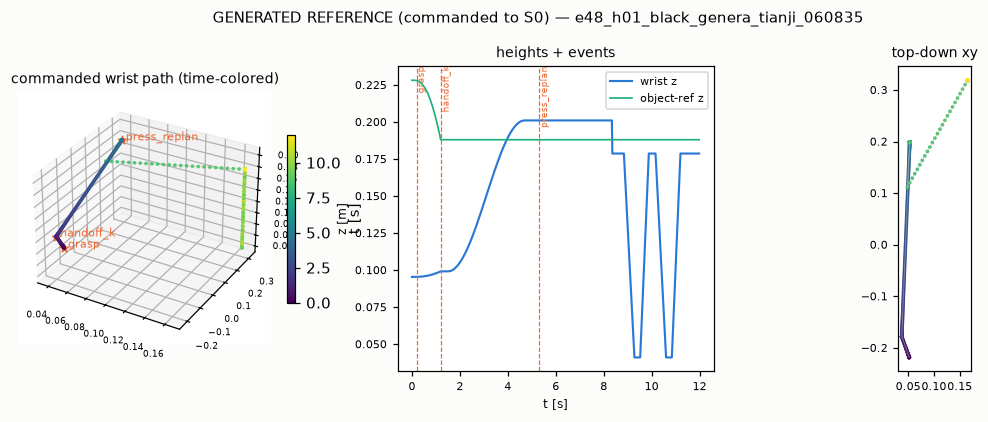 GENERATED REFERENCE (commanded to S0) — e48_h01_black_genera_tianji_060835
commanded wrist path (time-colored)
press_replan
handoff_k
grasp
0.04 0.06 0.08 0.10 0.12 0.14 0.16
−0.2
−0.1
0.0
0.1
0.2
0.3
z [m]
10.0
7.5
5.0
2.5
0.0
t [s]
heights + events
grasp
handoff_k
press_replan
wrist z
object-ref z
0.225
0.200
0.175
0.150
0.125
0.100
0.075
0.050
0 2 4 6 8 10 12
t [s]
top-down xy
0.3
0.2
0.1
0.0
−0.1
−0.2
0.05 0.10 0.15